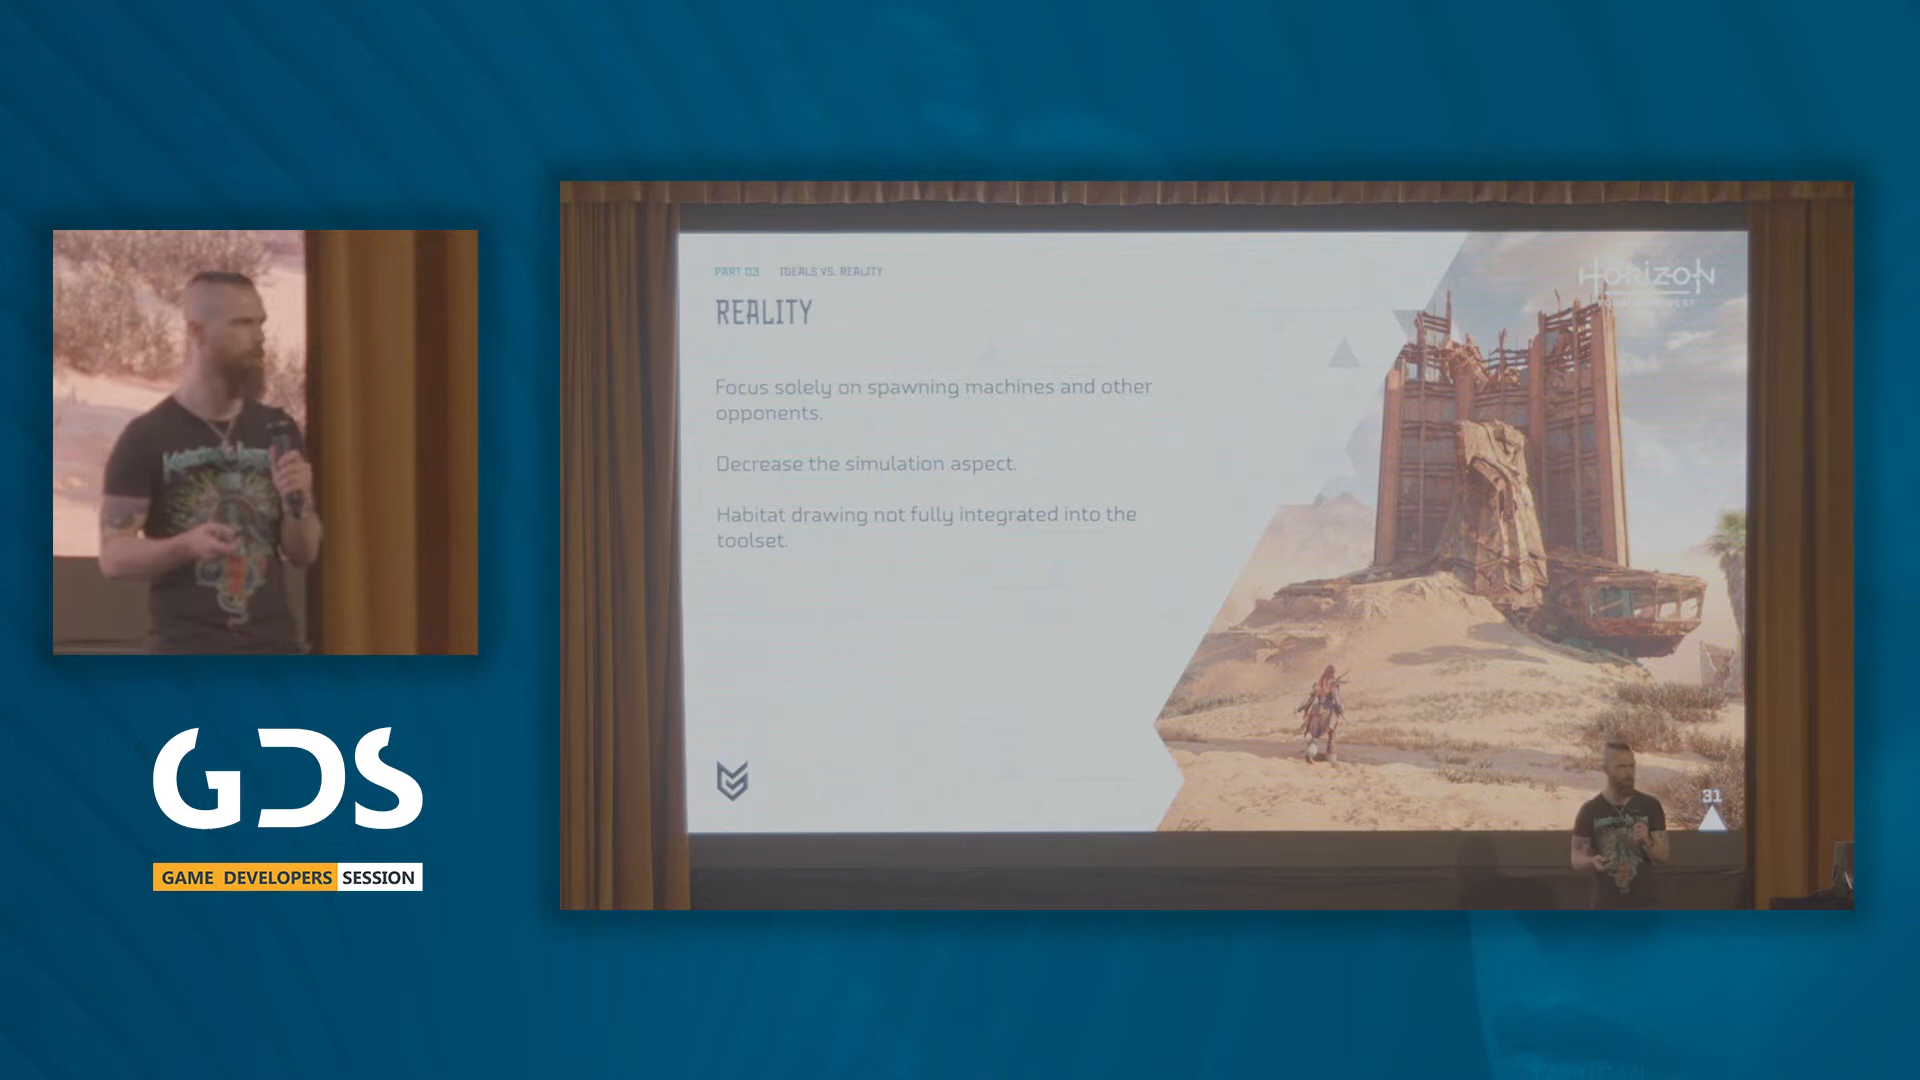 PART 03 IDEALS VS. REALITY
REALITY
HORIZON
Focus solely on spawning machines and other
opponents.
Decrease the simulation aspect.
Habitat drawing not fully integrated into the
toolset.
31
GDS
GAME DEVELOPERS SESSION